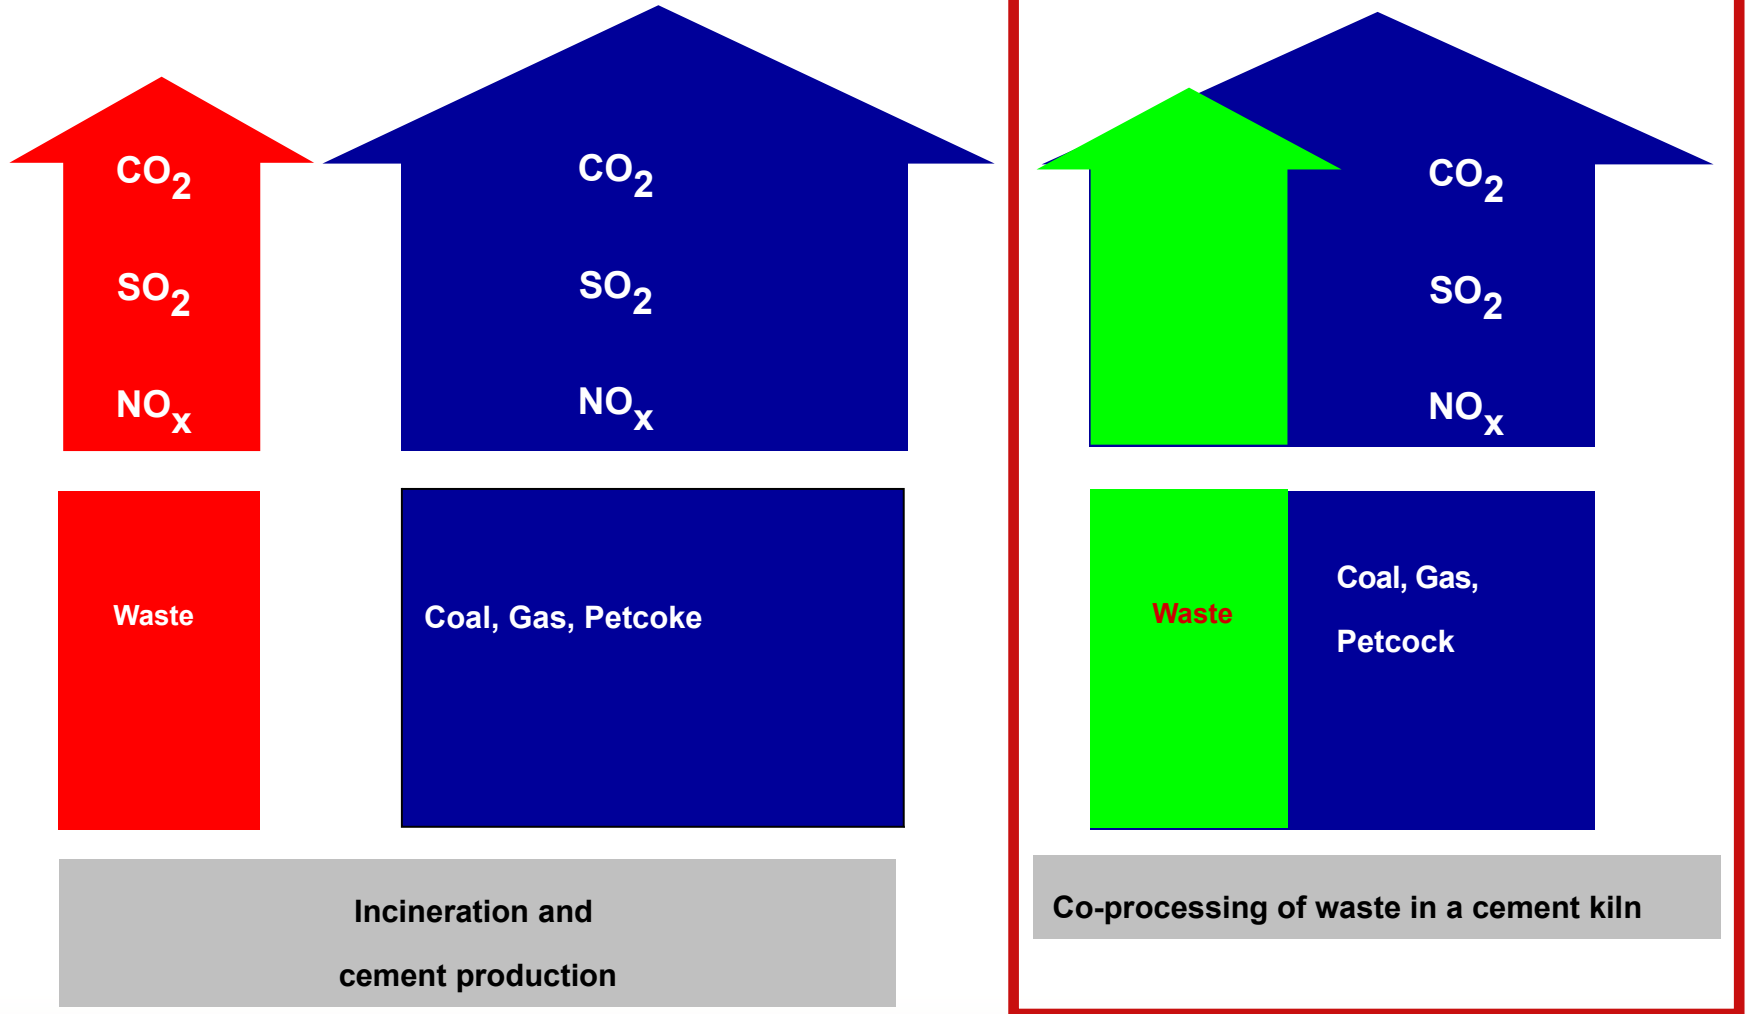 CO2
SO2
NOx
CO2
SO2
NOx
Waste
Coal, Gas, Petcoke
Incineration and
cement production
CO2
SO2
NOx
Waste
Coal, Gas,
Petcock
Co-processing of waste in a cement kiln